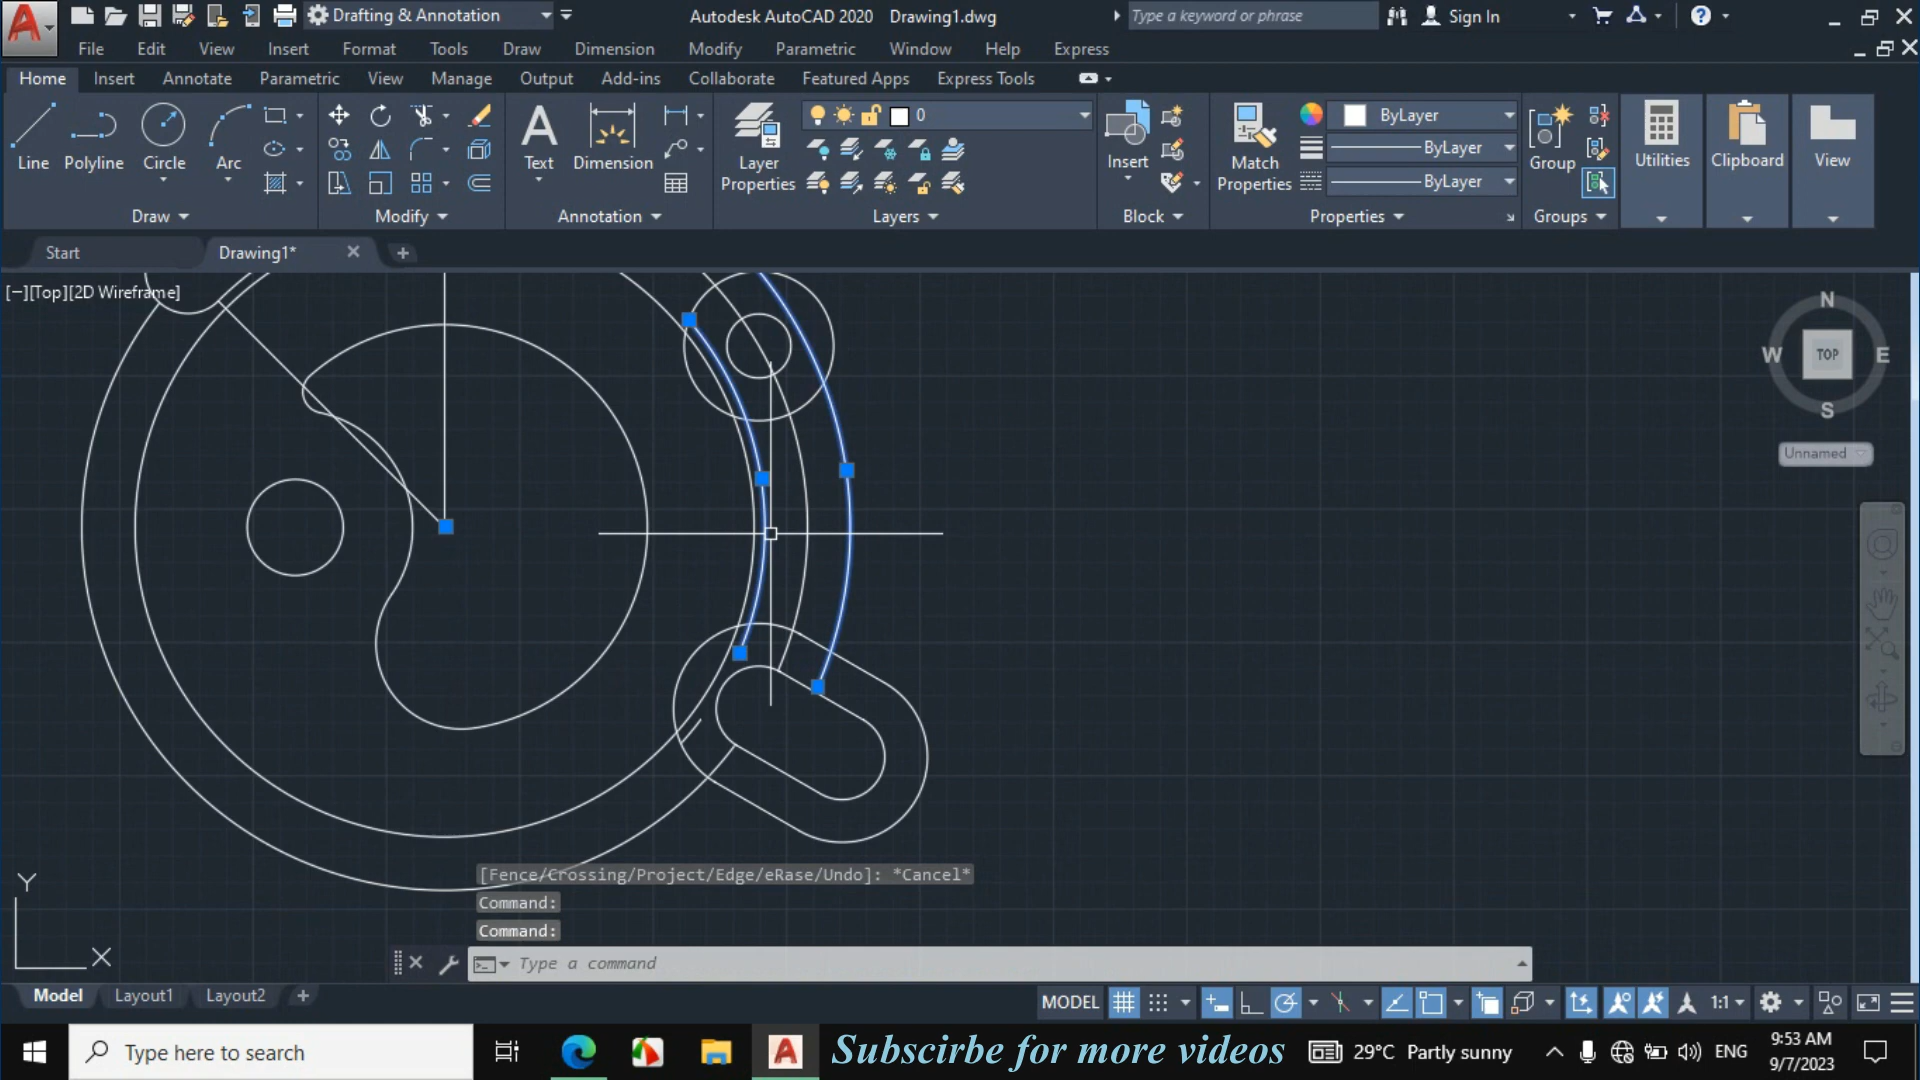 Drafting & Annotation
Autodesk AutoCAD 2020 Drawing1.dwg
Type a keyword or phrase
Sign In
File Edit View Insert Format Tools Draw Dimension Modify Parametric Window Help Express
Home Insert Annotate Parametric View Manage Output Add-ins Collaborate Featured Apps Express Tools
0
ByLayer
ByLayer
ByLayer
Line Polyline Circle Arc
Text Dimension
Layer Properties
Insert
Match Properties
Group
Utilities Clipboard View
Draw Modify Annotation Layers Block Properties Groups
Start Drawing1*
[−][Top][2D Wireframe]
N
W TOP E
S
Unnamed
[Fence/Crossing/Project/Edge/eRase/Undo]: *Cancel*
Command:
Command:
Type a command
Y
X
Model Layout1 Layout2
MODEL 1:1
Type here to search
Subscirbe for more videos
29°C Partly sunny
ENG
9:53 AM
9/7/2023